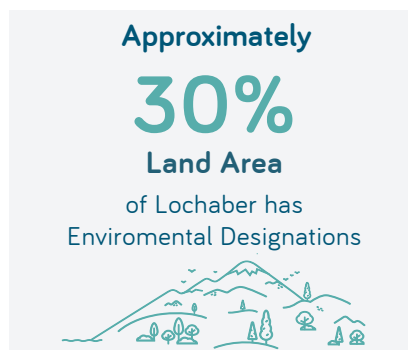 Approximately
30%
Land Area
of Lochaber has
Enviromental Designations